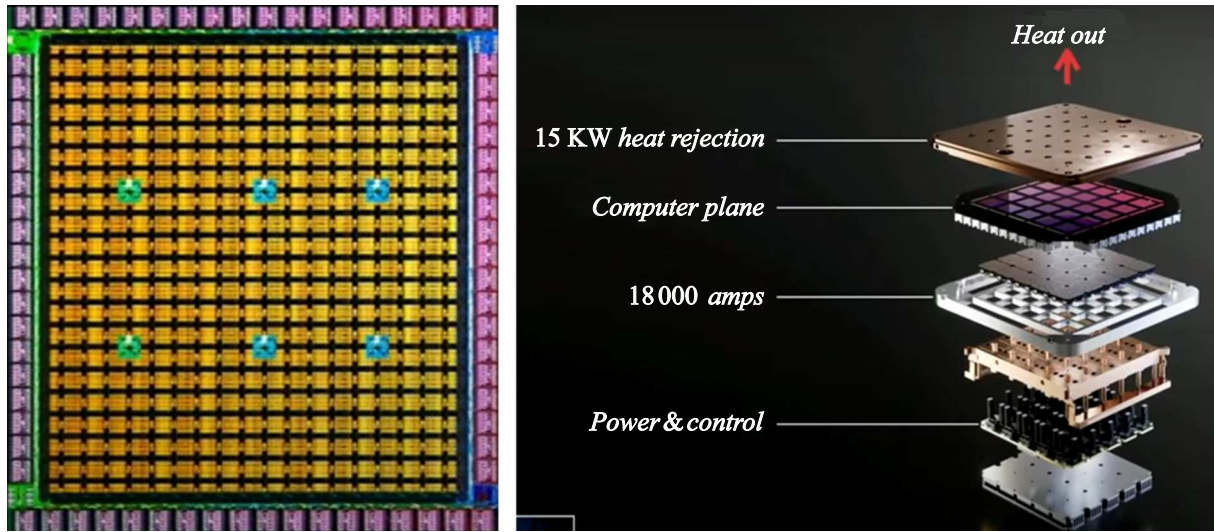 Heat out
15 KW heat rejection
Computer plane
18 000 amps
Power & control